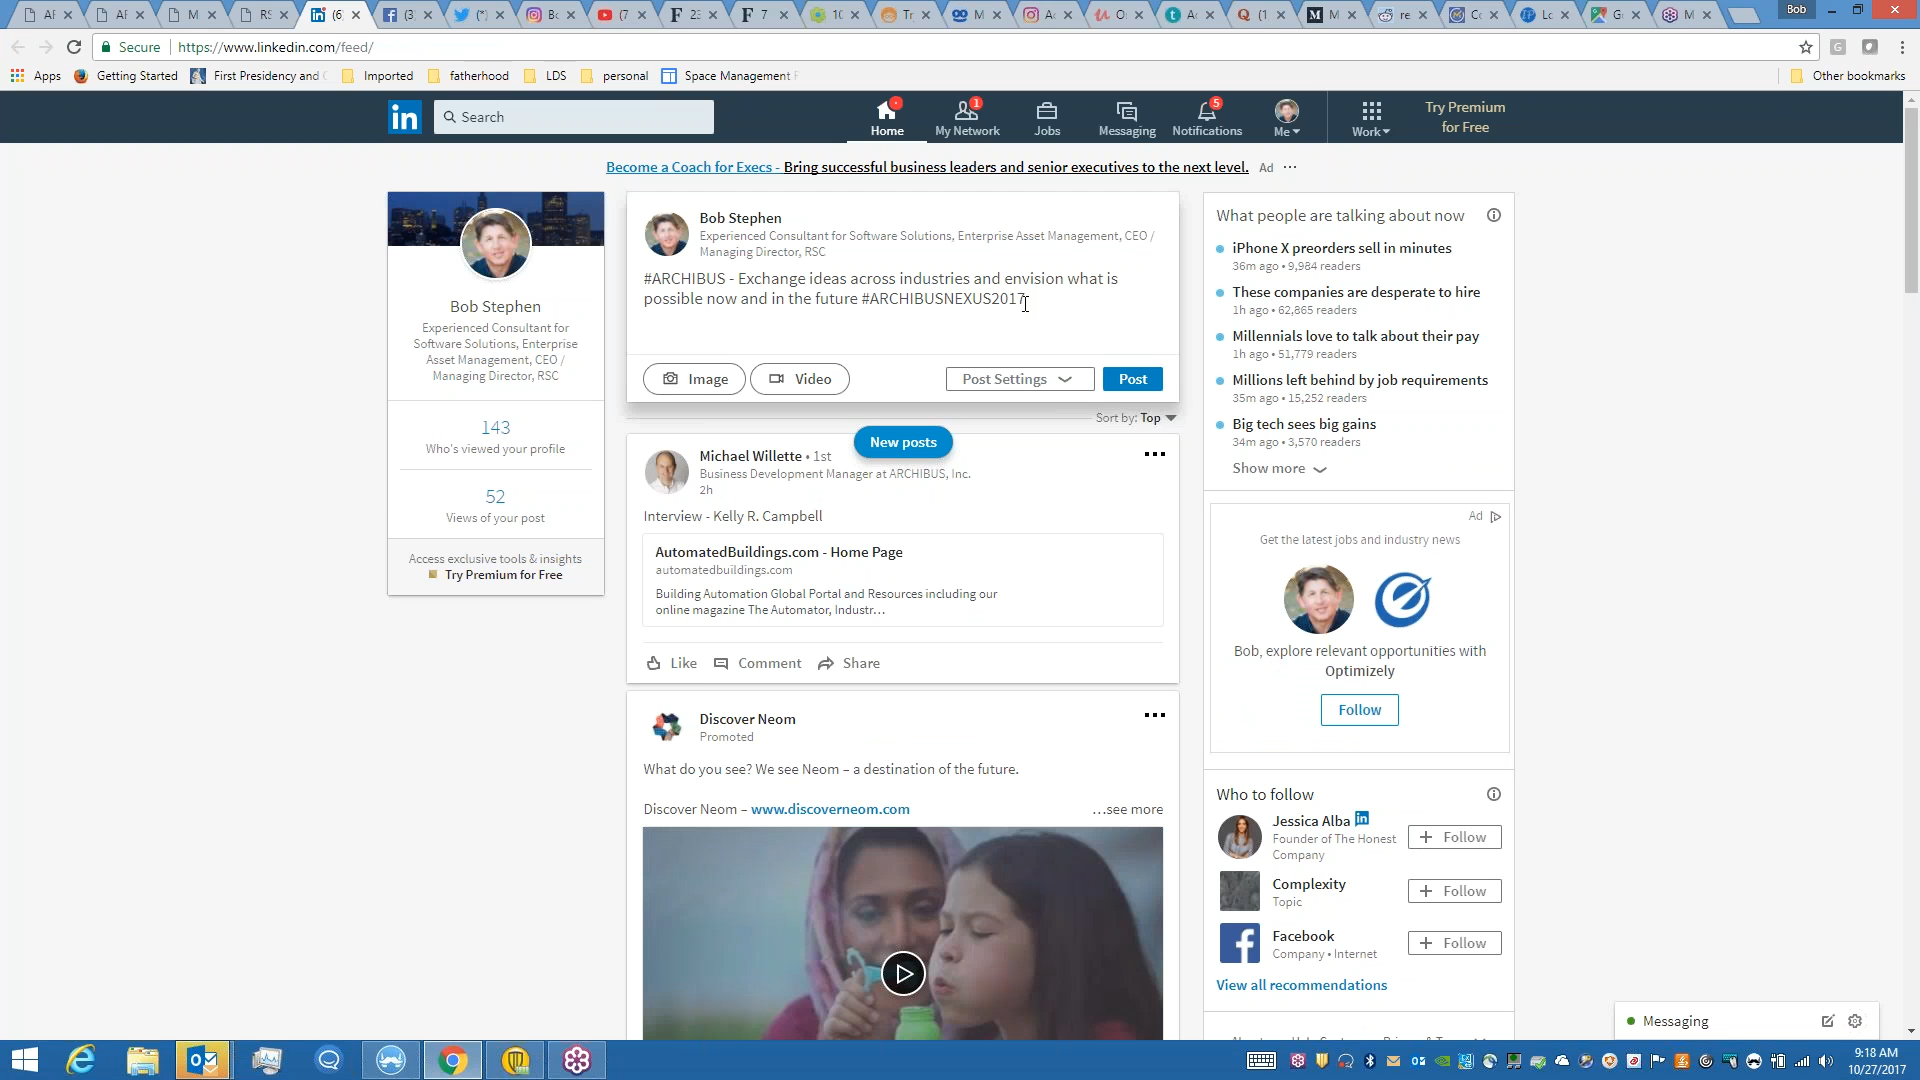 Bob
Secure
https://www.linkedin.com/feed/
Apps
Getting Started
First Presidency and
Imported
fatherhood
LDS
personal
Space Management
Other bookmarks
in
Search
Home
1
My Network
Jobs
Messaging
5
Notifications
Me
Work
Try Premium
for Free
Become a Coach for Execs - Bring successful business leaders and senior executives to the next level.
Ad
Bob Stephen
Experienced Consultant for
Software Solutions, Enterprise
Asset Management, CEO /
Managing Director, RSC
143
Who's viewed your profile
52
Views of your post
Access exclusive tools & insights
Try Premium for Free
Bob Stephen
Experienced Consultant for Software Solutions, Enterprise Asset Management, CEO /
Managing Director, RSC
#ARCHIBUS - Exchange ideas across industries and envision what is
possible now and in the future #ARCHIBUSNEXUS2017
Image
Video
Post Settings
Post
Sort by: Top
New posts
Michael Willette • 1st
Business Development Manager at ARCHIBUS, Inc.
2h
Interview - Kelly R. Campbell
AutomatedBuildings.com - Home Page
automatedbuildings.com
Building Automation Global Portal and Resources including our
online magazine The Automator, Industr...
Like
Comment
Share
Discover Neom
Promoted
What do you see? We see Neom – a destination of the future.
Discover Neom – www.discoverneom.com
...see more
What people are talking about now
iPhone X preorders sell in minutes
36m ago • 9,984 readers
These companies are desperate to hire
1h ago • 62,865 readers
Millennials love to talk about their pay
1h ago • 51,779 readers
Millions left behind by job requirements
35m ago • 15,252 readers
Big tech sees big gains
34m ago • 3,570 readers
Show more
Ad
Get the latest jobs and industry news
Bob, explore relevant opportunities with
Optimizely
Follow
Who to follow
Jessica Alba in
Founder of The Honest
Company
+ Follow
Complexity
Topic
+ Follow
Facebook
Company • Internet
+ Follow
View all recommendations
Messaging
9:18 AM
10/27/2017